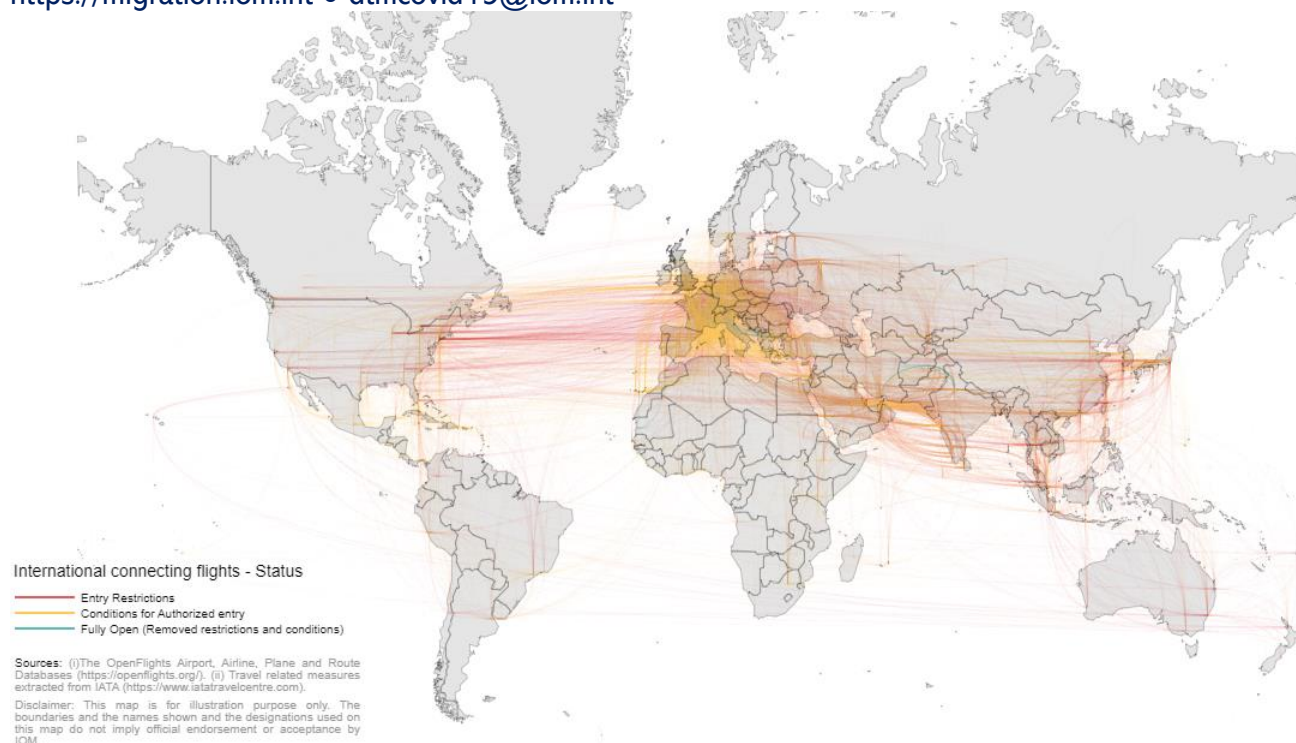 https://migration.iom.int • dtmcovid19@iom.int
International connecting flights - Status
Entry Restrictions
Conditions for Authorized entry
Fully Open (Removed restrictions and conditions)
Sources: (i)The OpenFlights Airport, Airline, Plane and Route
Databases (https://openflights.org/). (ii) Travel related measures
extracted from IATA (https://www.iatatravelcentre.com).
Disclaimer: This map is for illustration purpose only. The
boundaries and the names shown and the designations used on
this map do not imply official endorsement or acceptance by
IOM